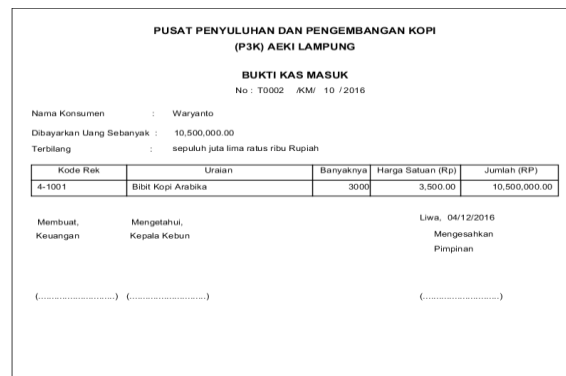 PUSAT PENYULUHAN DAN PENGEMBANGAN KOPI
(P3K) AEKI LAMPUNG
BUKTI KAS MASUK
No : T0002 /KM/ 10 / 2016
Nama Konsumen : Waryanto
Dibayarkan Uang Sebanyak : 10,500,000.00
Terbilang : sepuluh juta lima ratus ribu Rupiah
Kode Rek Uraian Banyaknya Harga Satuan (Rp) Jumlah (RP)
4-1001 Bibit Kopi Arabika 3000 3,500.00 10,500,000.00
Liwa, 04/12/2016
Membuat, Mengetahui, Mengesahkan
Keuangan Kepala Kebun Pimpinan
(............................) (............................) (............................)